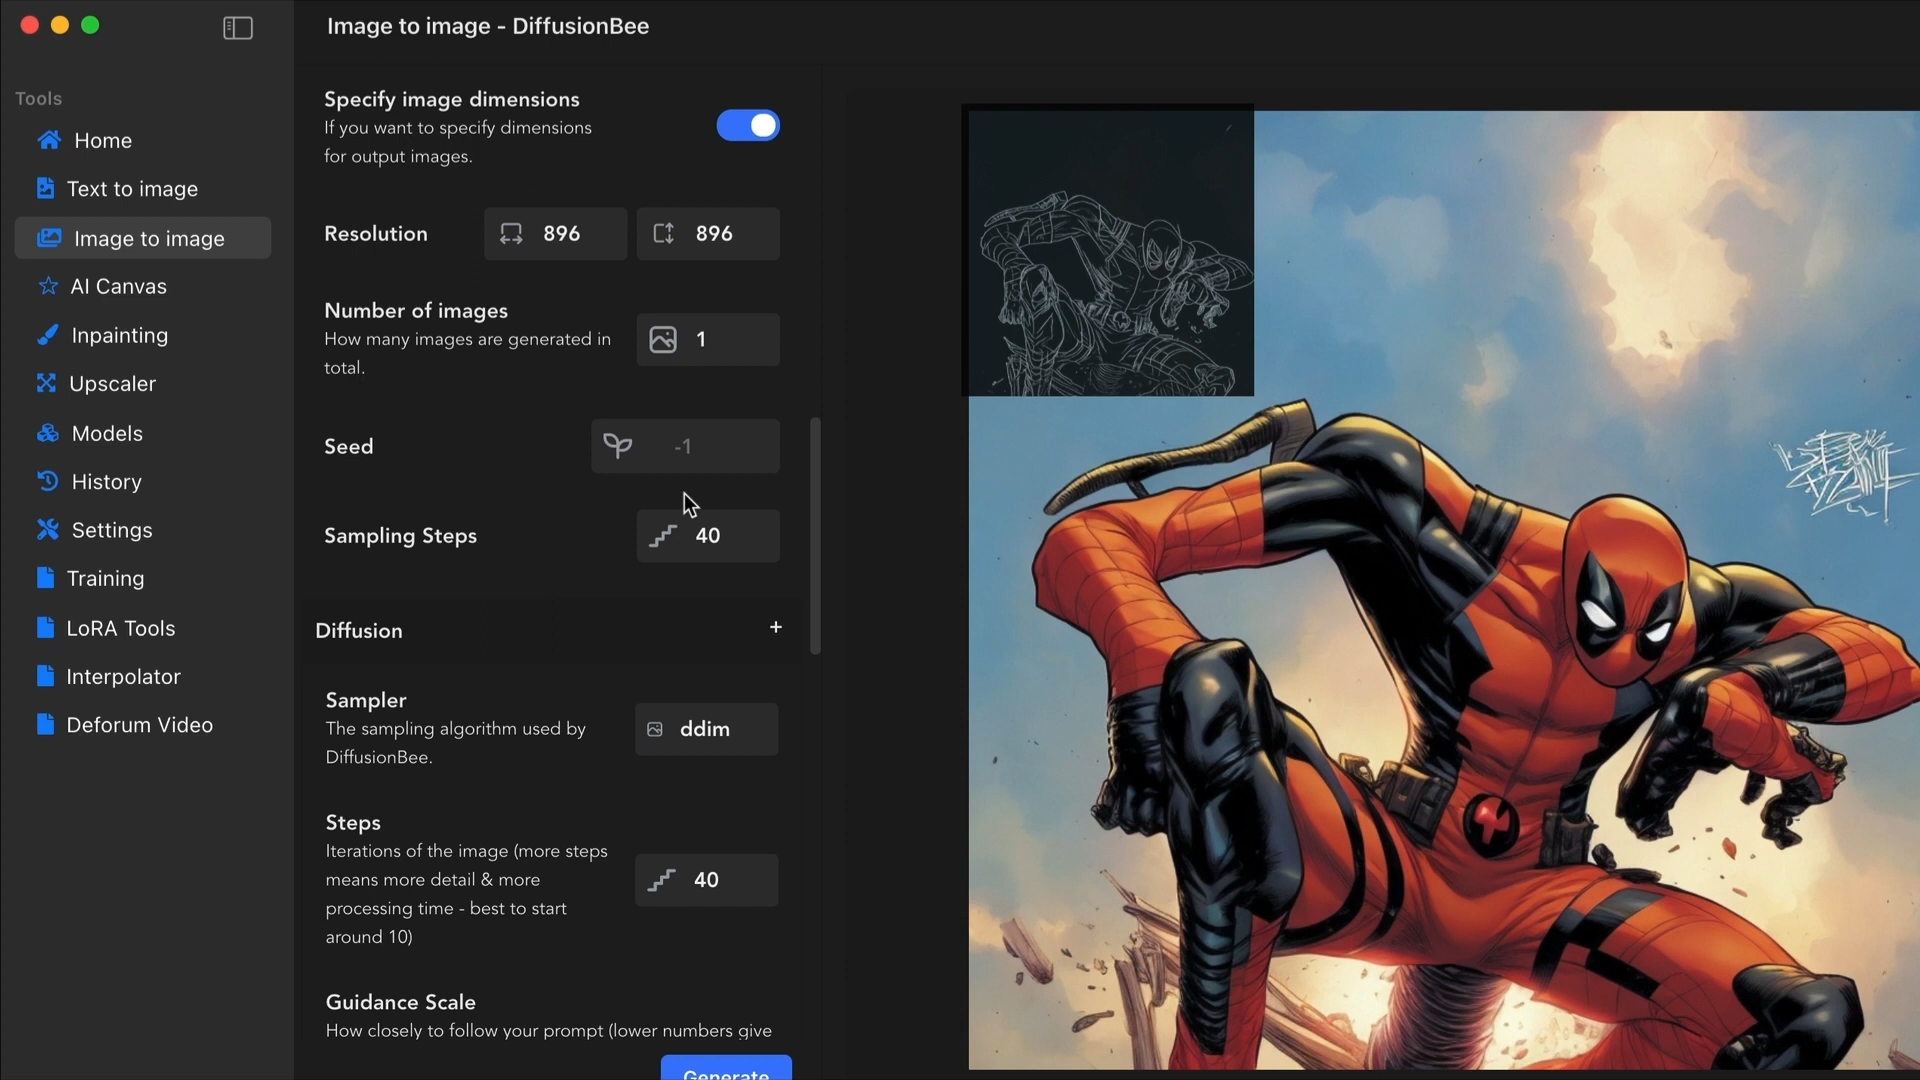 Image to image - DiffusionBee
Tools
Home
Text to image
Image to image
AI Canvas
Inpainting
Upscaler
Models
History
Settings
Training
LoRA Tools
Interpolator
Deforum Video
Specify image dimensions
If you want to specify dimensions
for output images.
Resolution
896
896
Number of images
How many images are generated in
total.
1
Seed
-1
Sampling Steps
40
Diffusion
+
Sampler
The sampling algorithm used by
DiffusionBee.
ddim
Steps
Iterations of the image (more steps
means more detail & more
processing time - best to start
around 10)
40
Guidance Scale
How closely to follow your prompt (lower numbers give
Generate